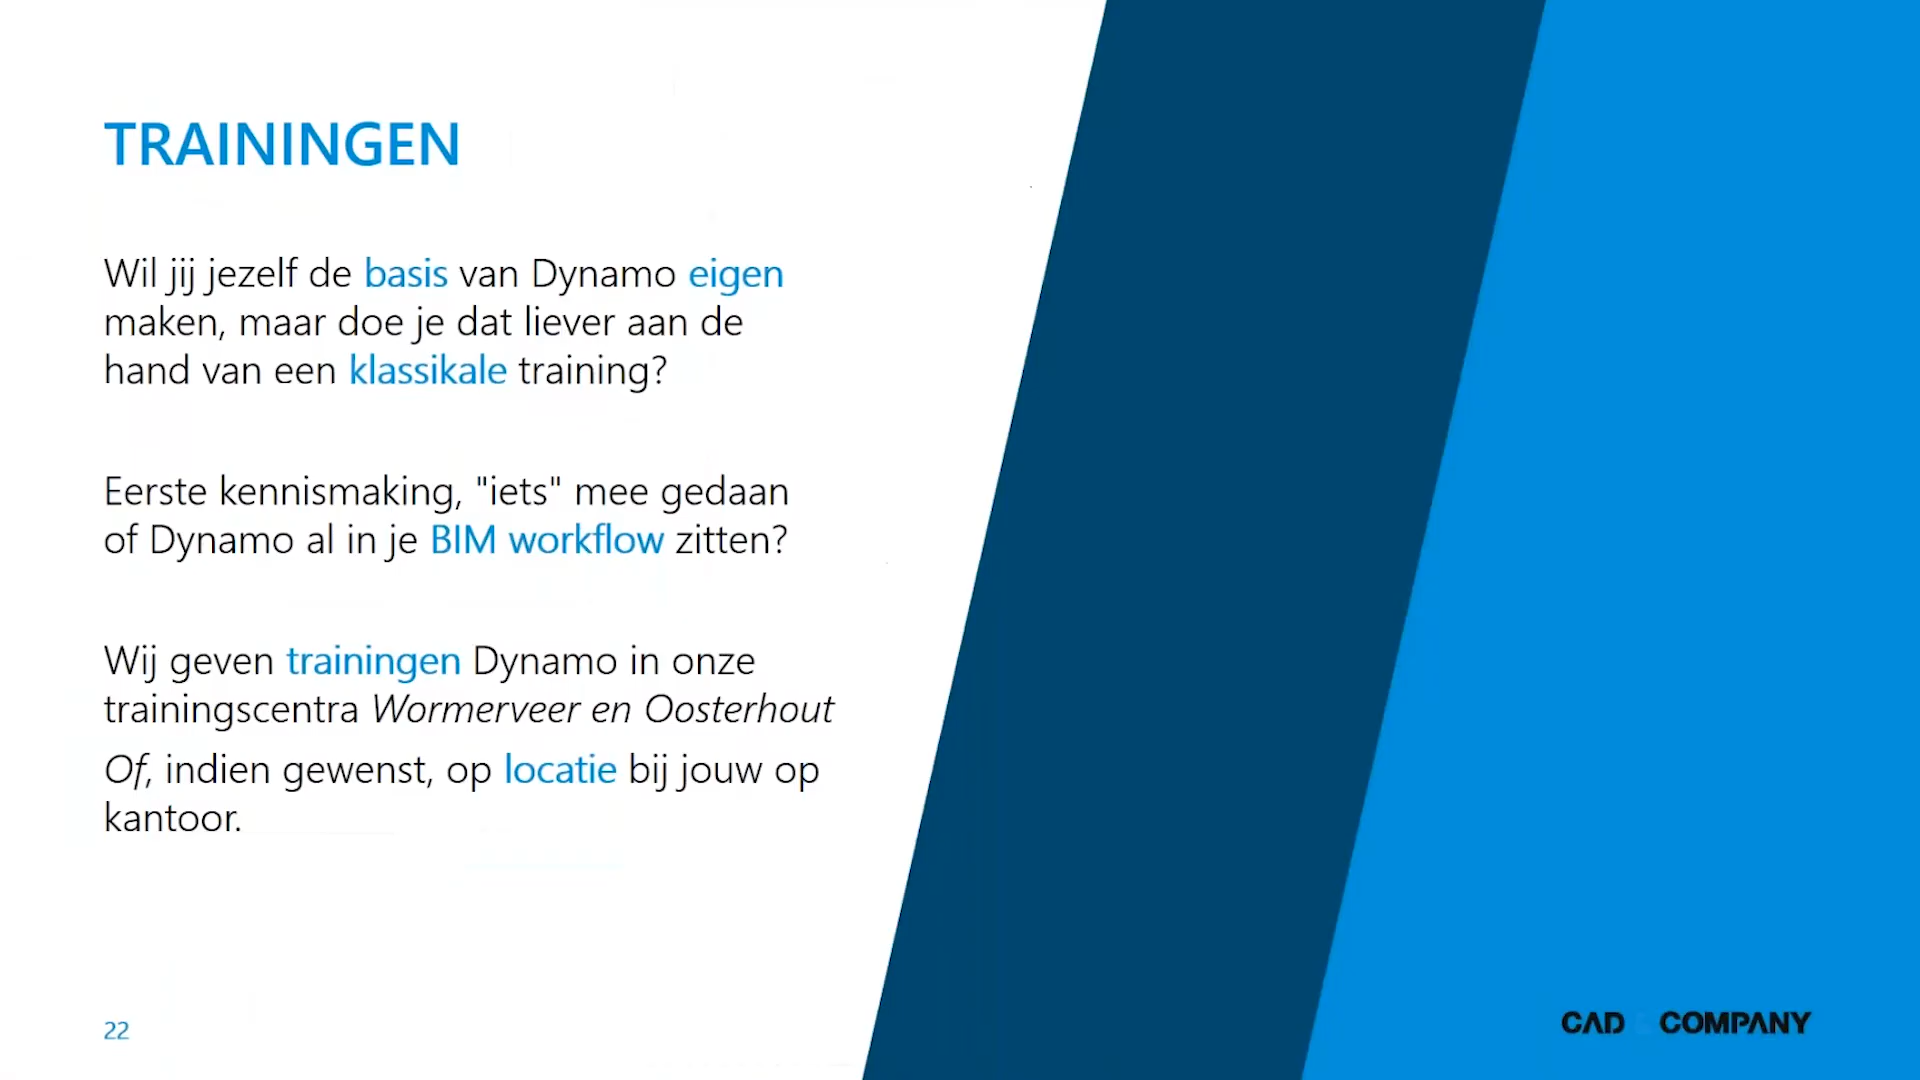 TRAININGEN
Wil jij jezelf de basis van Dynamo eigen
maken, maar doe je dat liever aan de
hand van een klassikale training?
Eerste kennismaking, "iets" mee gedaan
of Dynamo al in je BIM workflow zitten?
Wij geven trainingen Dynamo in onze
trainingscentra Wormerveer en Oosterhout
Of, indien gewenst, op locatie bij jouw op
kantoor.
22
CAD & COMPANY